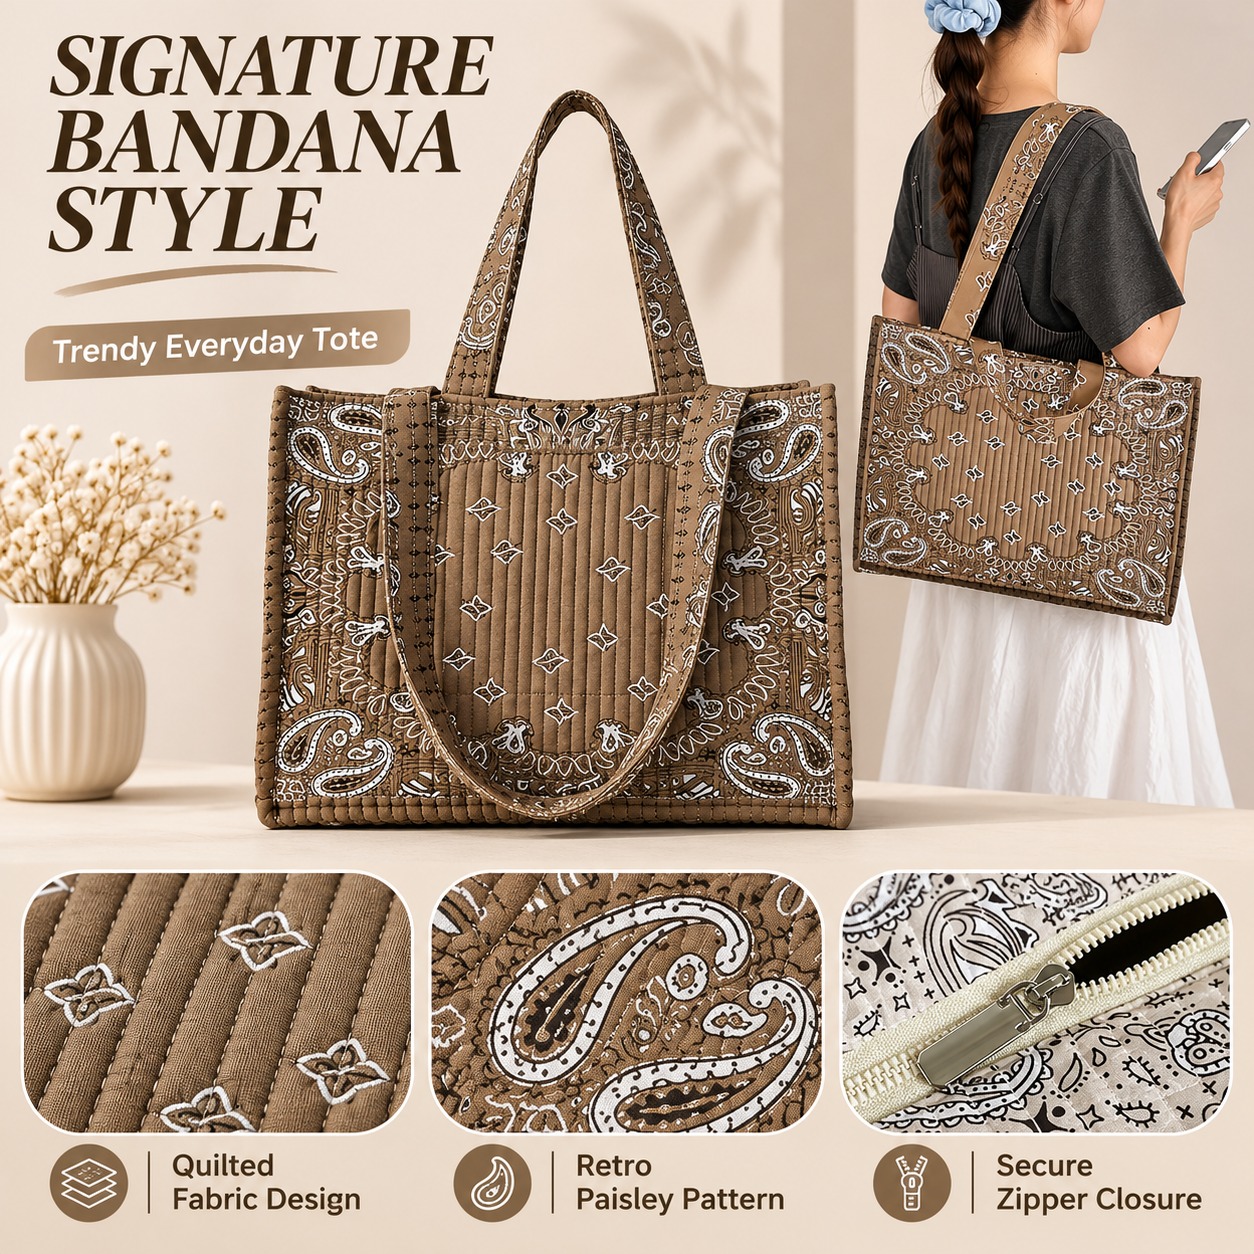 SIGNATURE
BANDANA
STYLE
Trendy Everyday Tote
Quilted
Fabric Design
Retro
Paisley Pattern
Secure
Zipper Closure